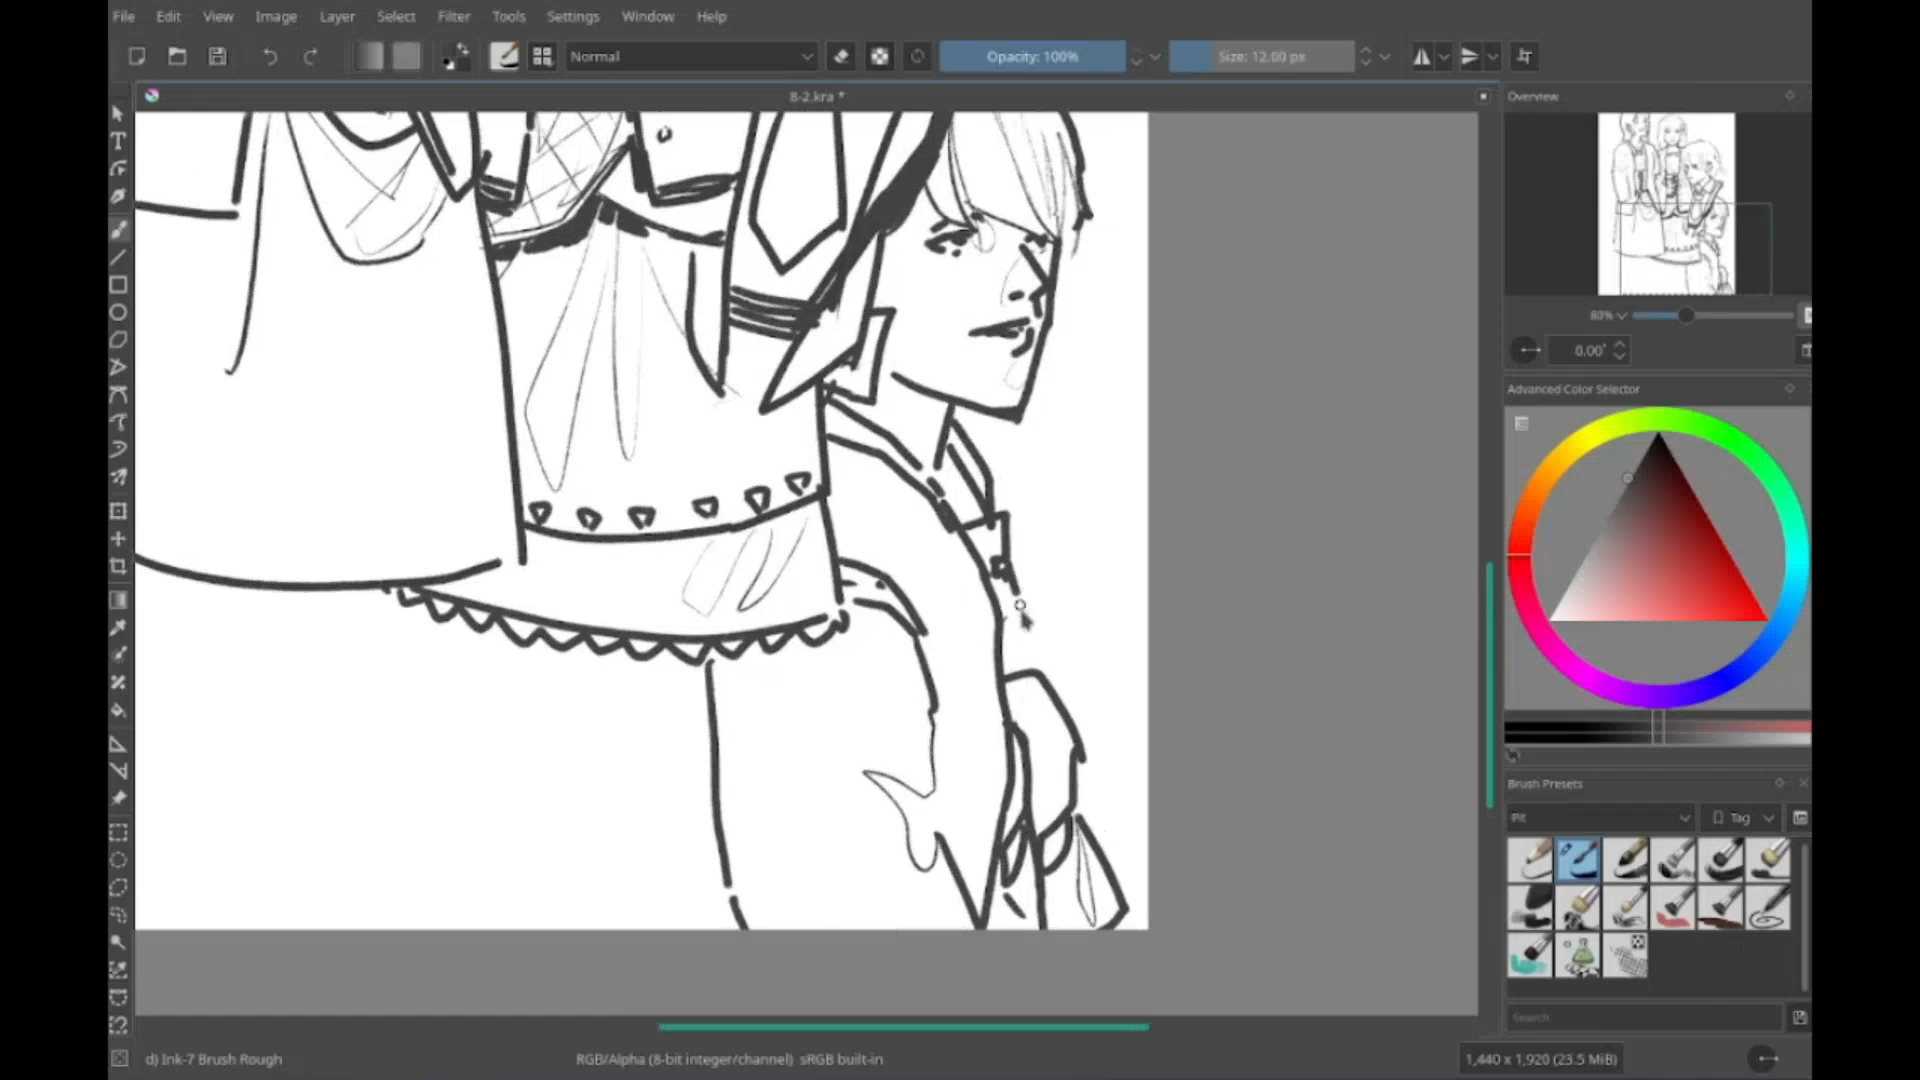 File Edit View Image Layer Select Filter Tools Settings Window Help
Normal Opacity: 100% Size: 12.00 px
8-2.kra *
Overview
80%
0.00°
Advanced Color Selector
Brush Presets
Tag
Search
d) Ink-7 Brush Rough RGB/Alpha (8-bit integer/channel) sRGB built-in 1,440 x 1,920 (23.5 MiB)